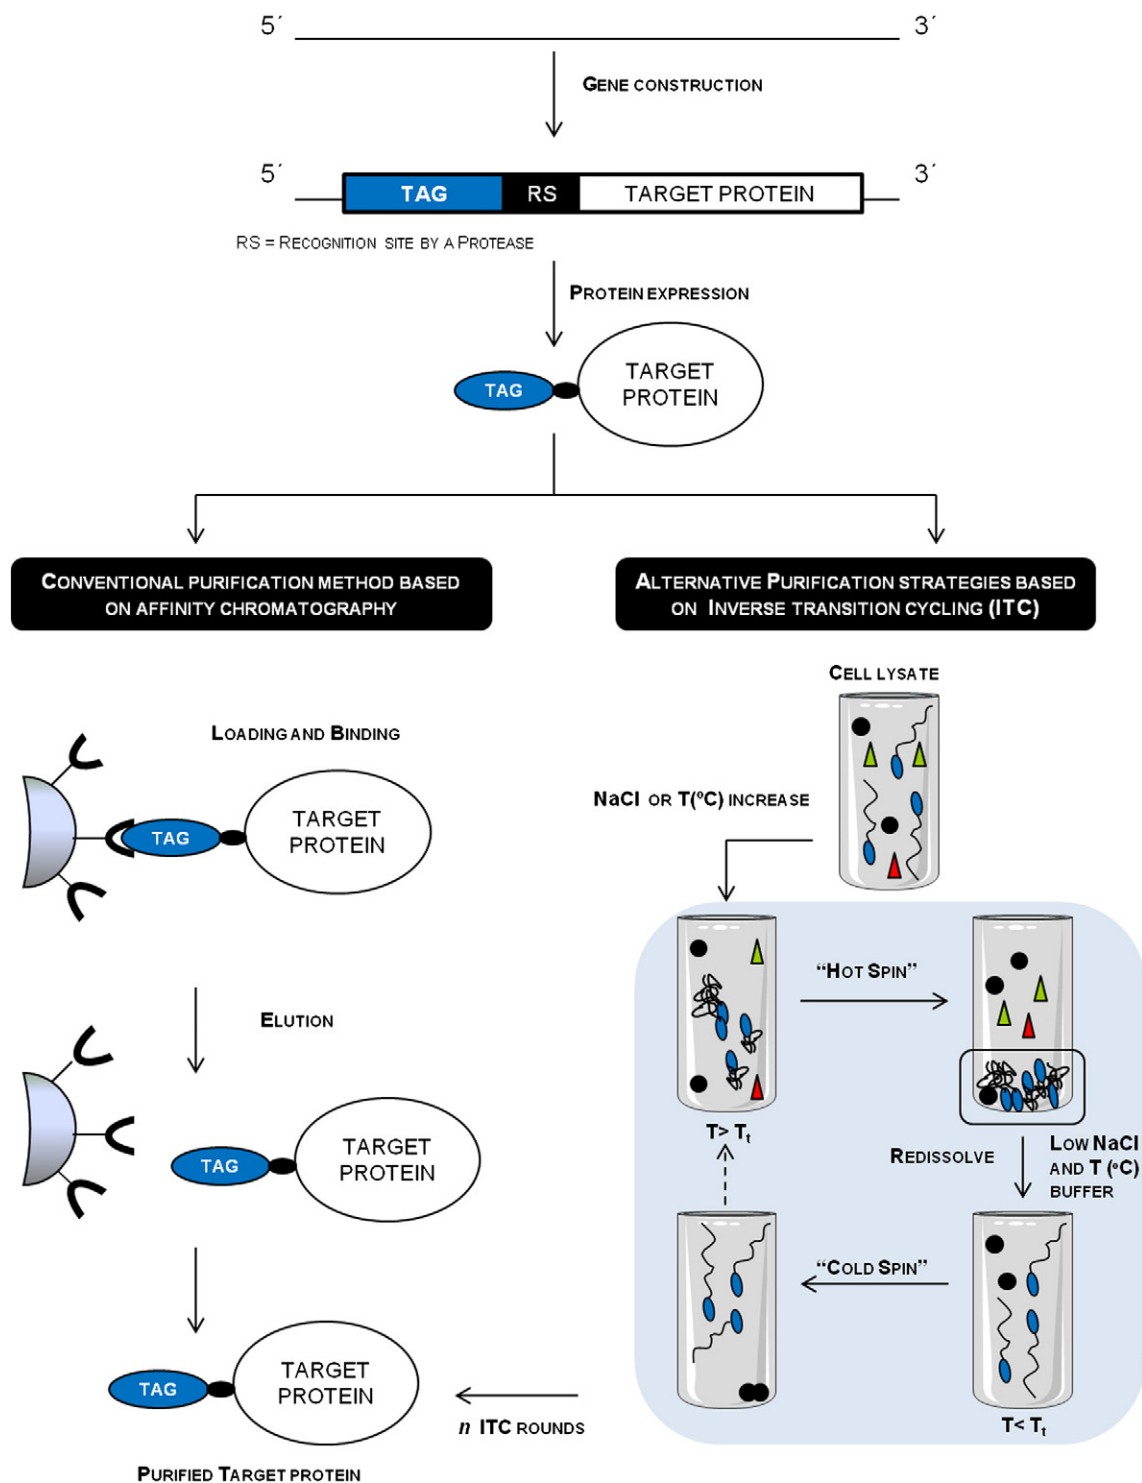 5´ 3´
GENE CONSTRUCTION
5´ 3´
TAG RS TARGET PROTEIN
RS = RECOGNITION SITE BY A PROTEASE
PROTEIN EXPRESSION
TAG
TARGET
PROTEIN
CONVENTIONAL PURIFICATION METHOD BASED
ON AFFINITY CHROMATOGRAPHY
ALTERNATIVE PURIFICATION STRATEGIES BASED
ON INVERSE TRANSITION CYCLING (ITC)
LOADING AND BINDING
TAG
TARGET
PROTEIN
ELUTION
TAG
TARGET
PROTEIN
TAG
TARGET
PROTEIN
PURIFIED TARGET PROTEIN
CELL LYSATE
NaCl OR T(ºC) INCREASE
"HOT SPIN"
T> Tt
REDISSOLVE
LOW NaCl
AND T (ºC)
BUFFER
"COLD SPIN"
T< Tt
n ITC ROUNDS